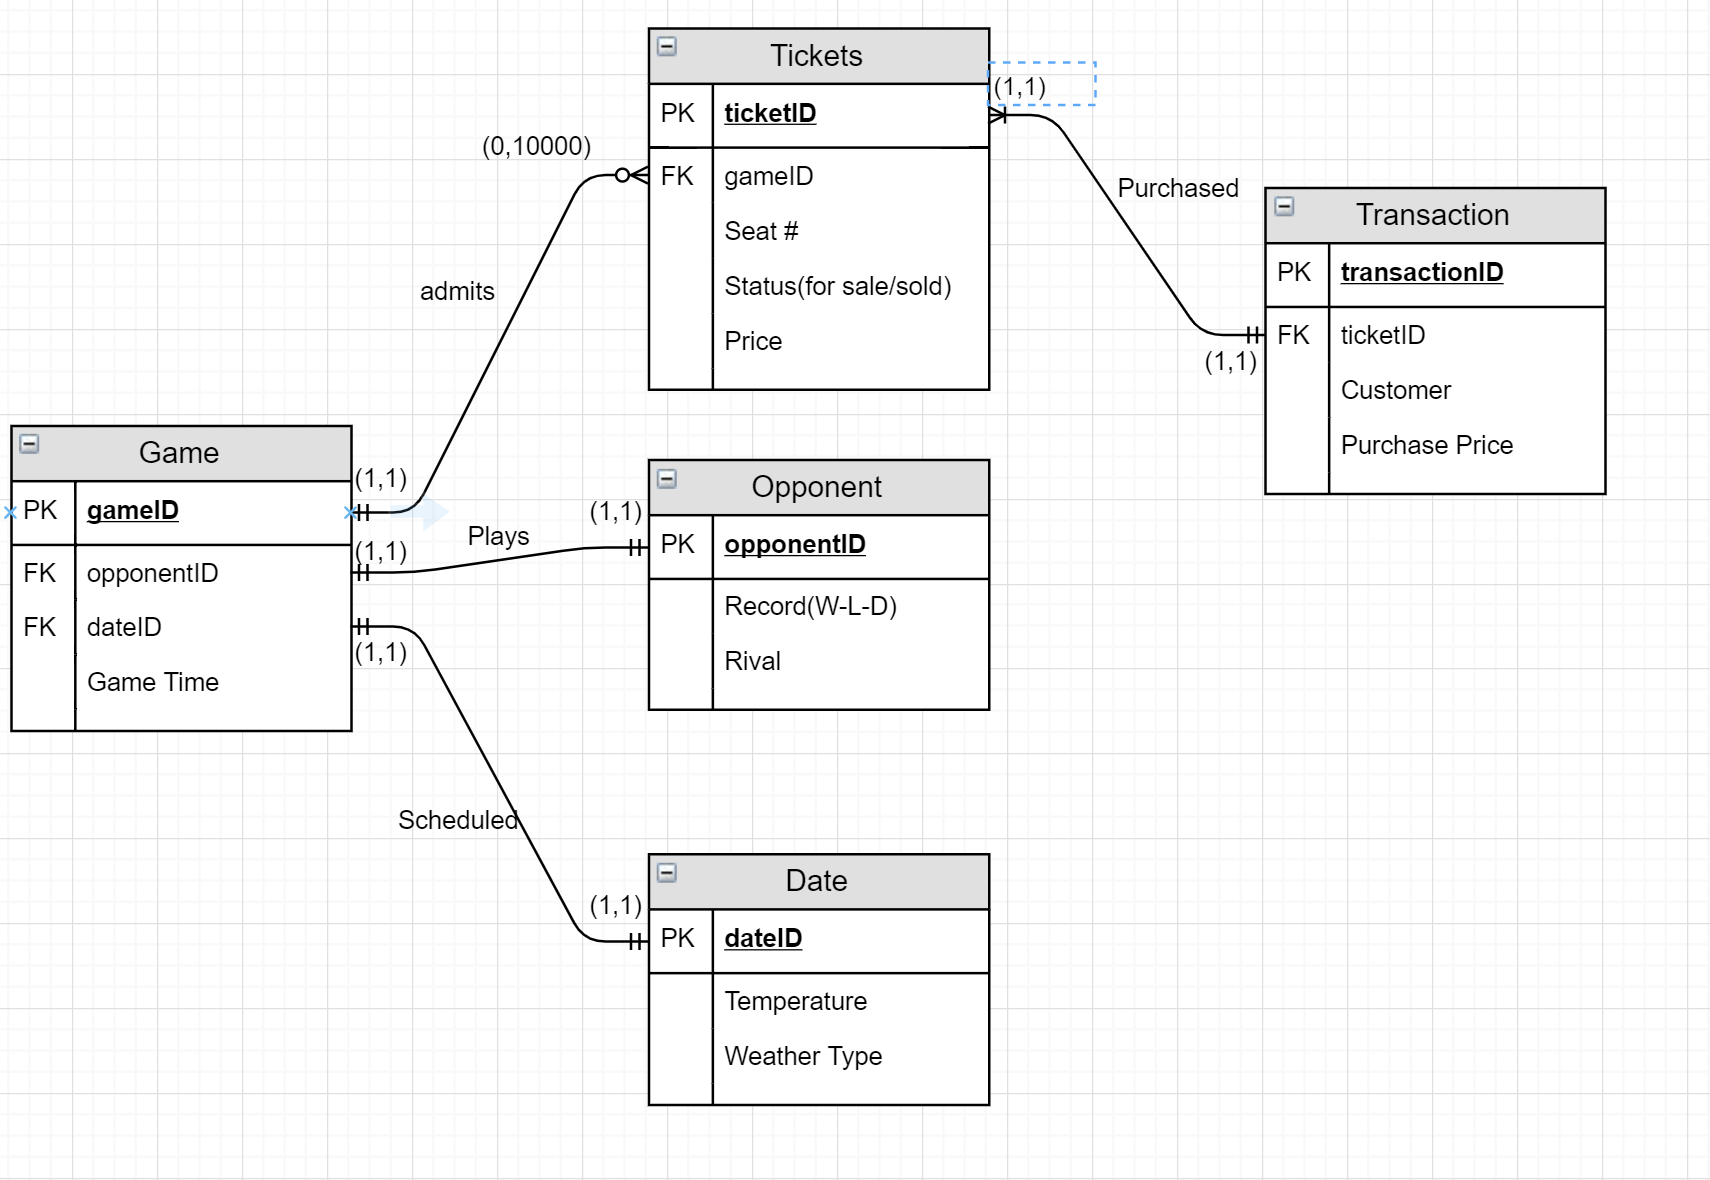 Tickets
PK ticketID
FK gameID
Seat #
Status(for sale/sold)
Price
(1,1)
(0,10000)
admits
Purchased
(1,1)
Transaction
PK transactionID
FK ticketID
Customer
Purchase Price
Game
PK gameID
FK opponentID
FK dateID
Game Time
(1,1)
(1,1)
(1,1)
Plays
(1,1)
Opponent
PK opponentID
Record(W-L-D)
Rival
Scheduled
(1,1)
Date
PK dateID
Temperature
Weather Type